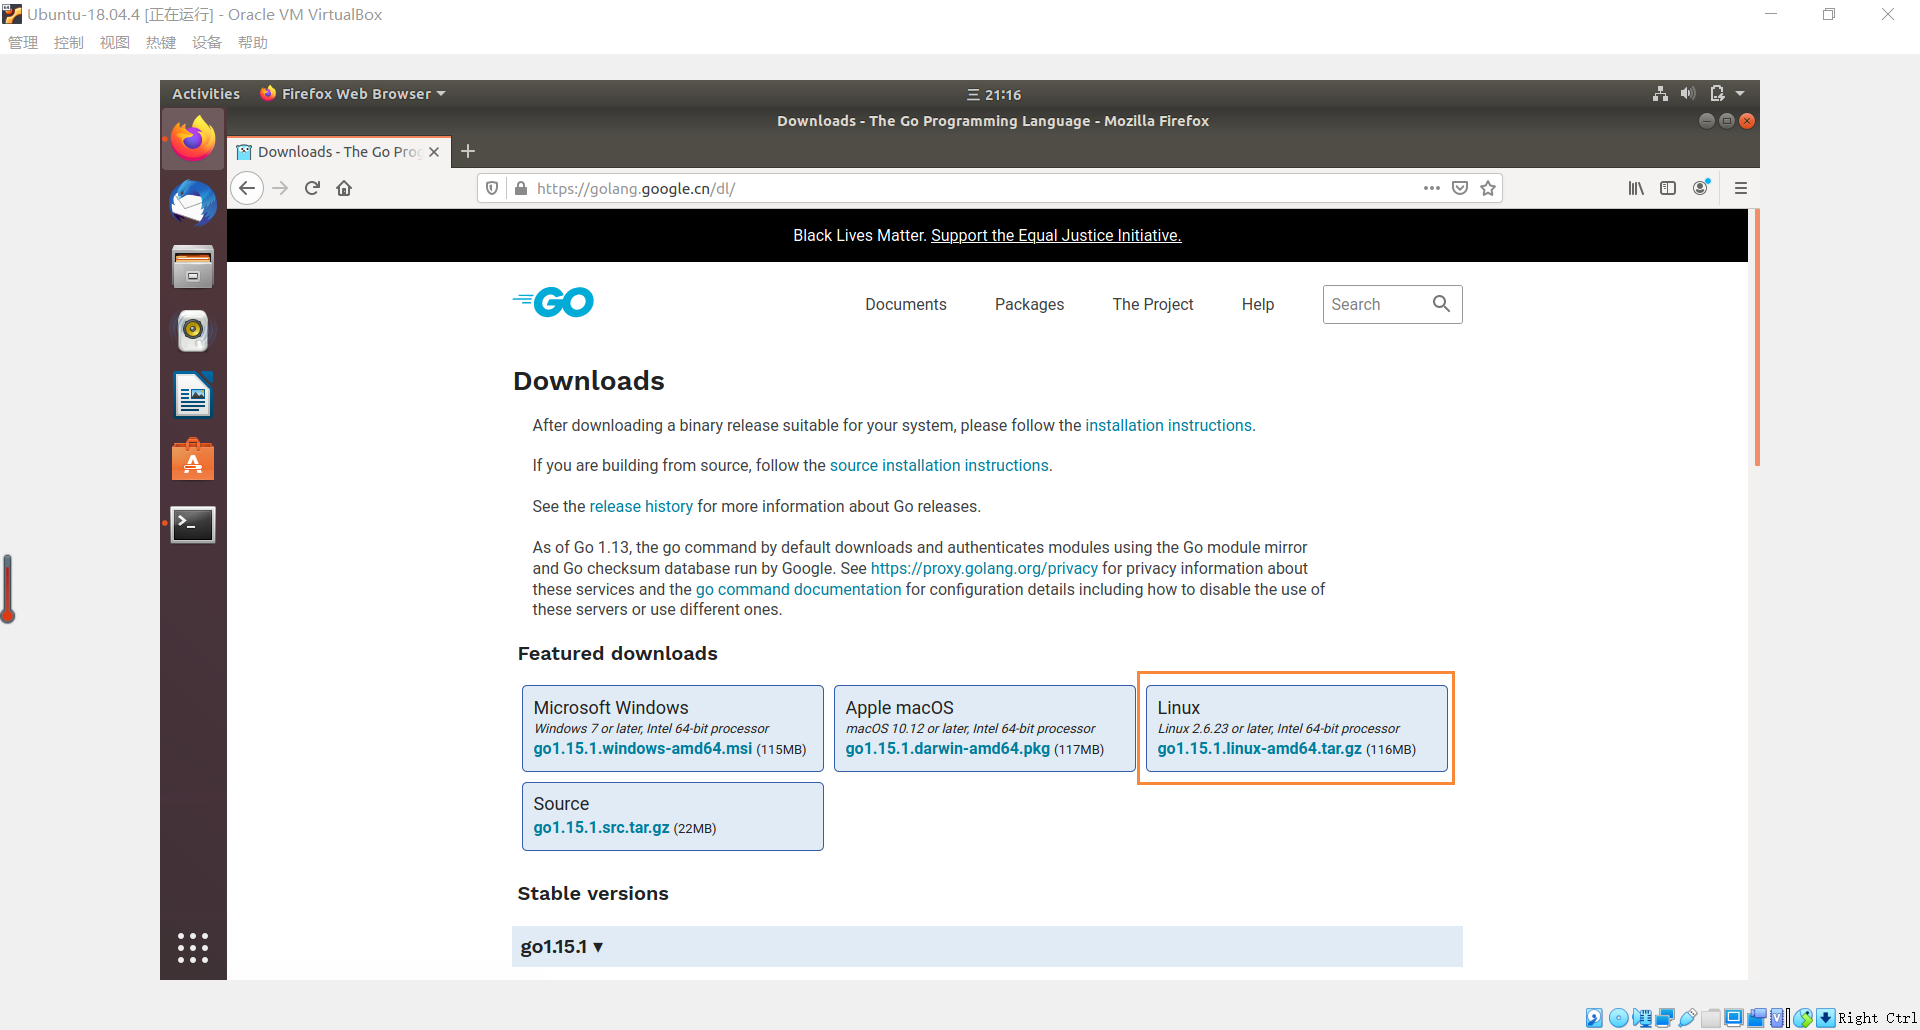 Ubuntu-18.04.4 [正在运行] - Oracle VM VirtualBox
管理 控制 视图 热键 设备 帮助
Activities Firefox Web Browser 三 21:16
Downloads - The Go Programming Language - Mozilla Firefox
Downloads - The Go Prog
https://golang.google.cn/dl/
Black Lives Matter. Support the Equal Justice Initiative.
GO Documents Packages The Project Help Search
Downloads
After downloading a binary release suitable for your system, please follow the installation instructions.
If you are building from source, follow the source installation instructions.
See the release history for more information about Go releases.
As of Go 1.13, the go command by default downloads and authenticates modules using the Go module mirror
and Go checksum database run by Google. See https://proxy.golang.org/privacy for privacy information about
these services and the go command documentation for configuration details including how to disable the use of
these servers or use different ones.
Featured downloads
Microsoft Windows
Windows 7 or later, Intel 64-bit processor
go1.15.1.windows-amd64.msi (115MB)
Apple macOS
macOS 10.12 or later, Intel 64-bit processor
go1.15.1.darwin-amd64.pkg (117MB)
Linux
Linux 2.6.23 or later, Intel 64-bit processor
go1.15.1.linux-amd64.tar.gz (116MB)
Source
go1.15.1.src.tar.gz (22MB)
Stable versions
go1.15.1 ▾
Right Ctrl